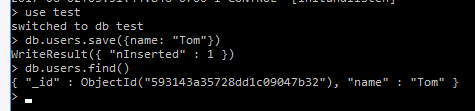 > use test
switched to db test
> db.users.save({name: "Tom"})
WriteResult({ "nInserted" : 1 })
> db.users.find()
{ "_id" : ObjectId("593143a35728dd1c09047b32"), "name" : "Tom" }
>